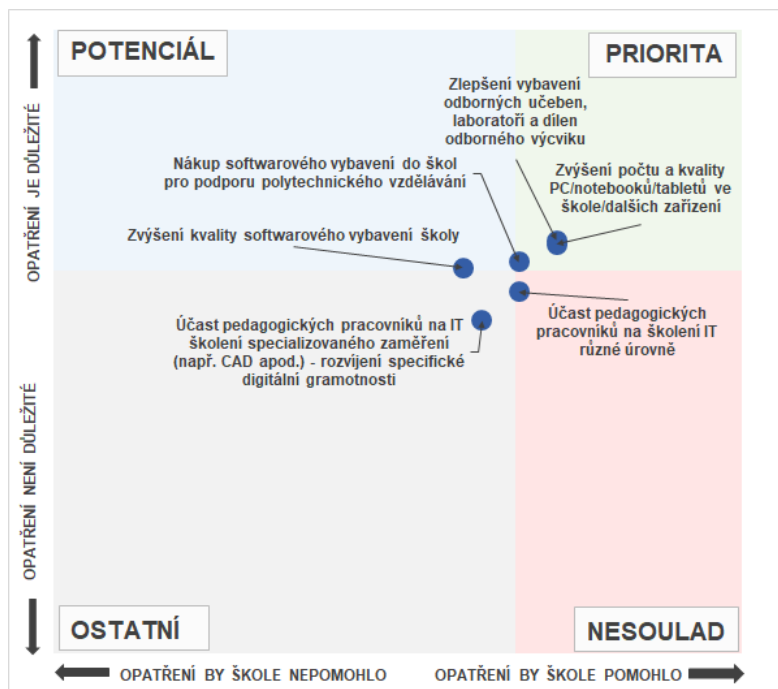 POTENCIÁL
PRIORITA
Zlepšení vybavení
odborných učeben,
laboratoří a dílen
odborného výcviku
Nákup softwarového vybavení do škol
pro podporu polytechnického vzdělávání
Zvýšení počtu a kvality
PC/notebooků/tabletů ve
škole/dalších zařízení
Zvýšení kvality softwarového vybavení školy
Účast pedagogických pracovníků na IT
školení specializovaného zaměření
(např. CAD apod.) - rozvíjení specifické
digitální gramotnosti
Účast pedagogických
pracovníků na školení IT
různé úrovně
OPATŘENÍ JE DŮLEŽITÉ
OPATŘENÍ NENÍ DŮLEŽITÉ
OSTATNÍ
NESOULAD
OPATŘENÍ BY ŠKOLE NEPOMOHLO
OPATŘENÍ BY ŠKOLE POMOHLO